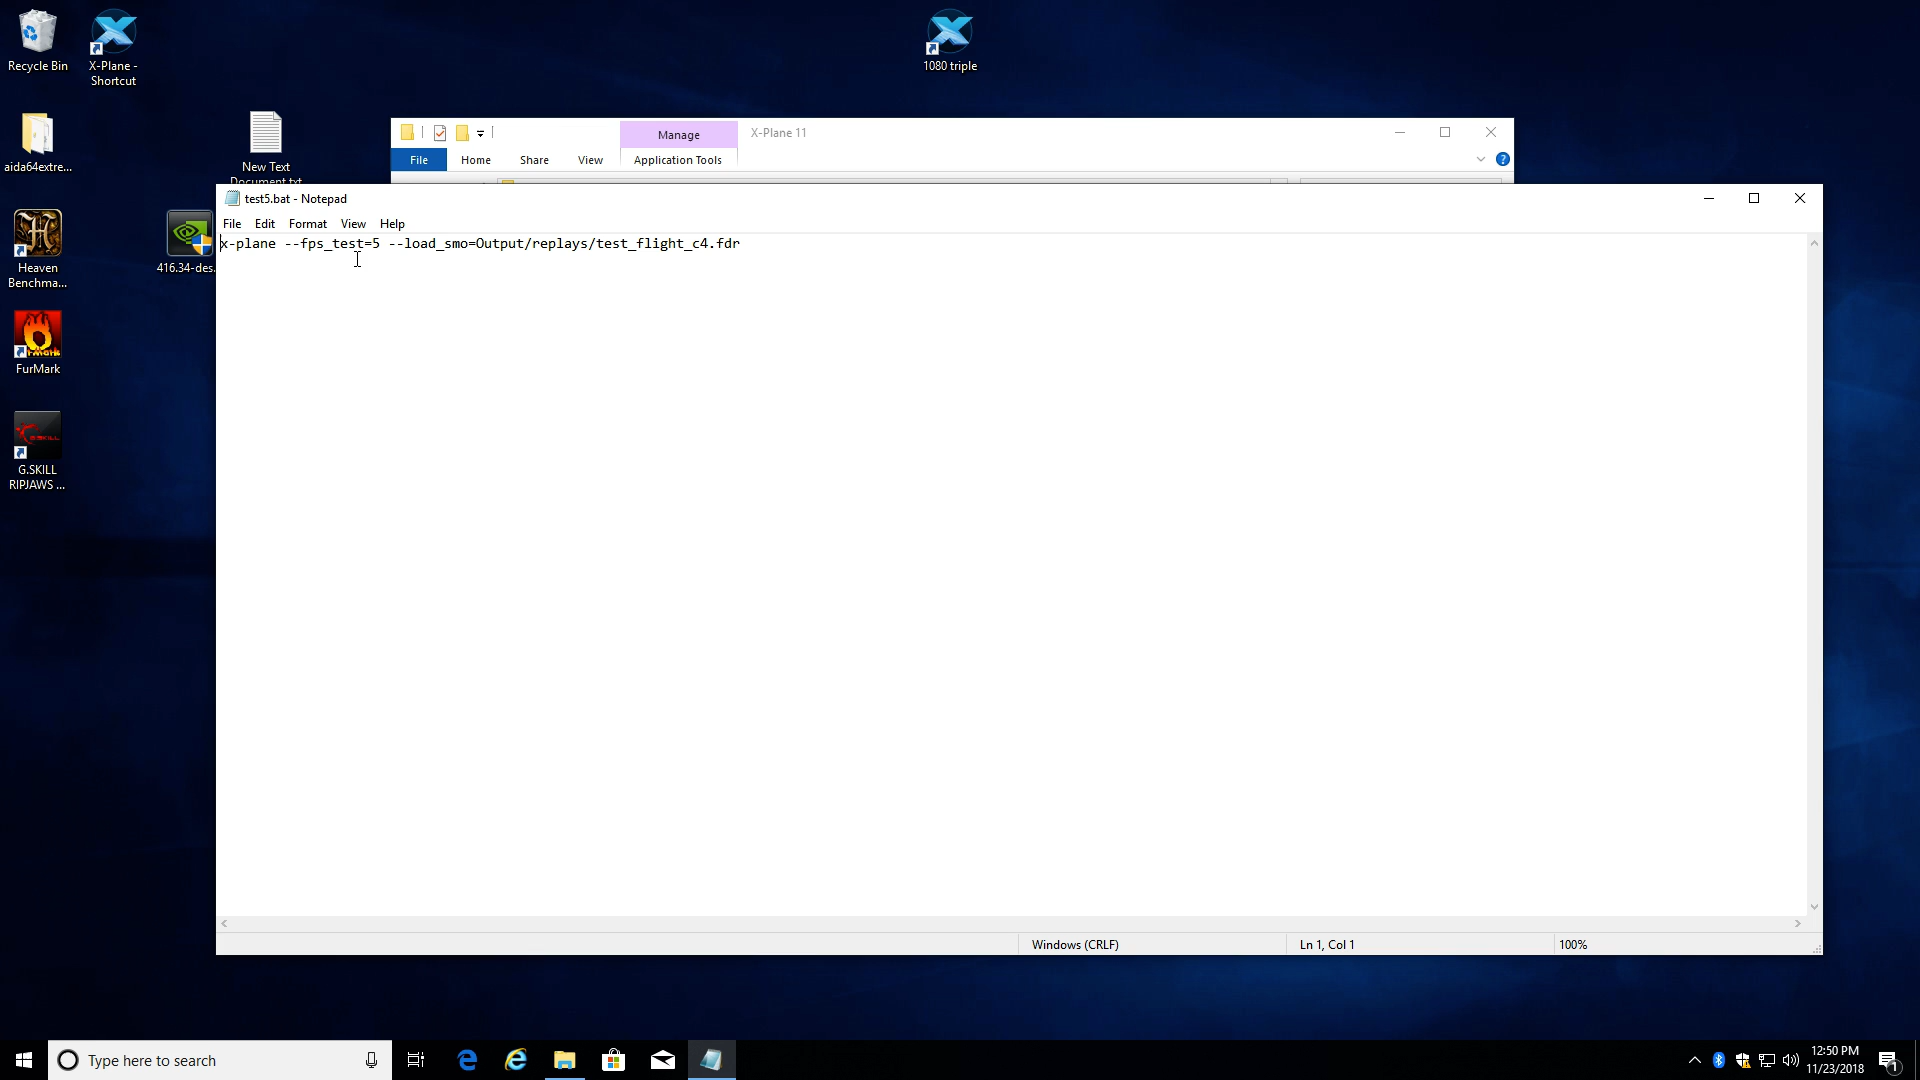 Recycle Bin
X-Plane -
Shortcut
1080 triple
aida64extre...
New Text
Document.txt
Manage
X-Plane 11
File
Home
Share
View
Application Tools
test5.bat - Notepad
File
Edit
Format
View
Help
x-plane --fps_test=5 --load_smo=Output/replays/test_flight_c4.fdr
Heaven
Benchma...
416.34-des.
FurMark
G.SKILL
RIPJAWS ...
Windows (CRLF)
Ln 1, Col 1
100%
Type here to search
12:50 PM
11/23/2018
1